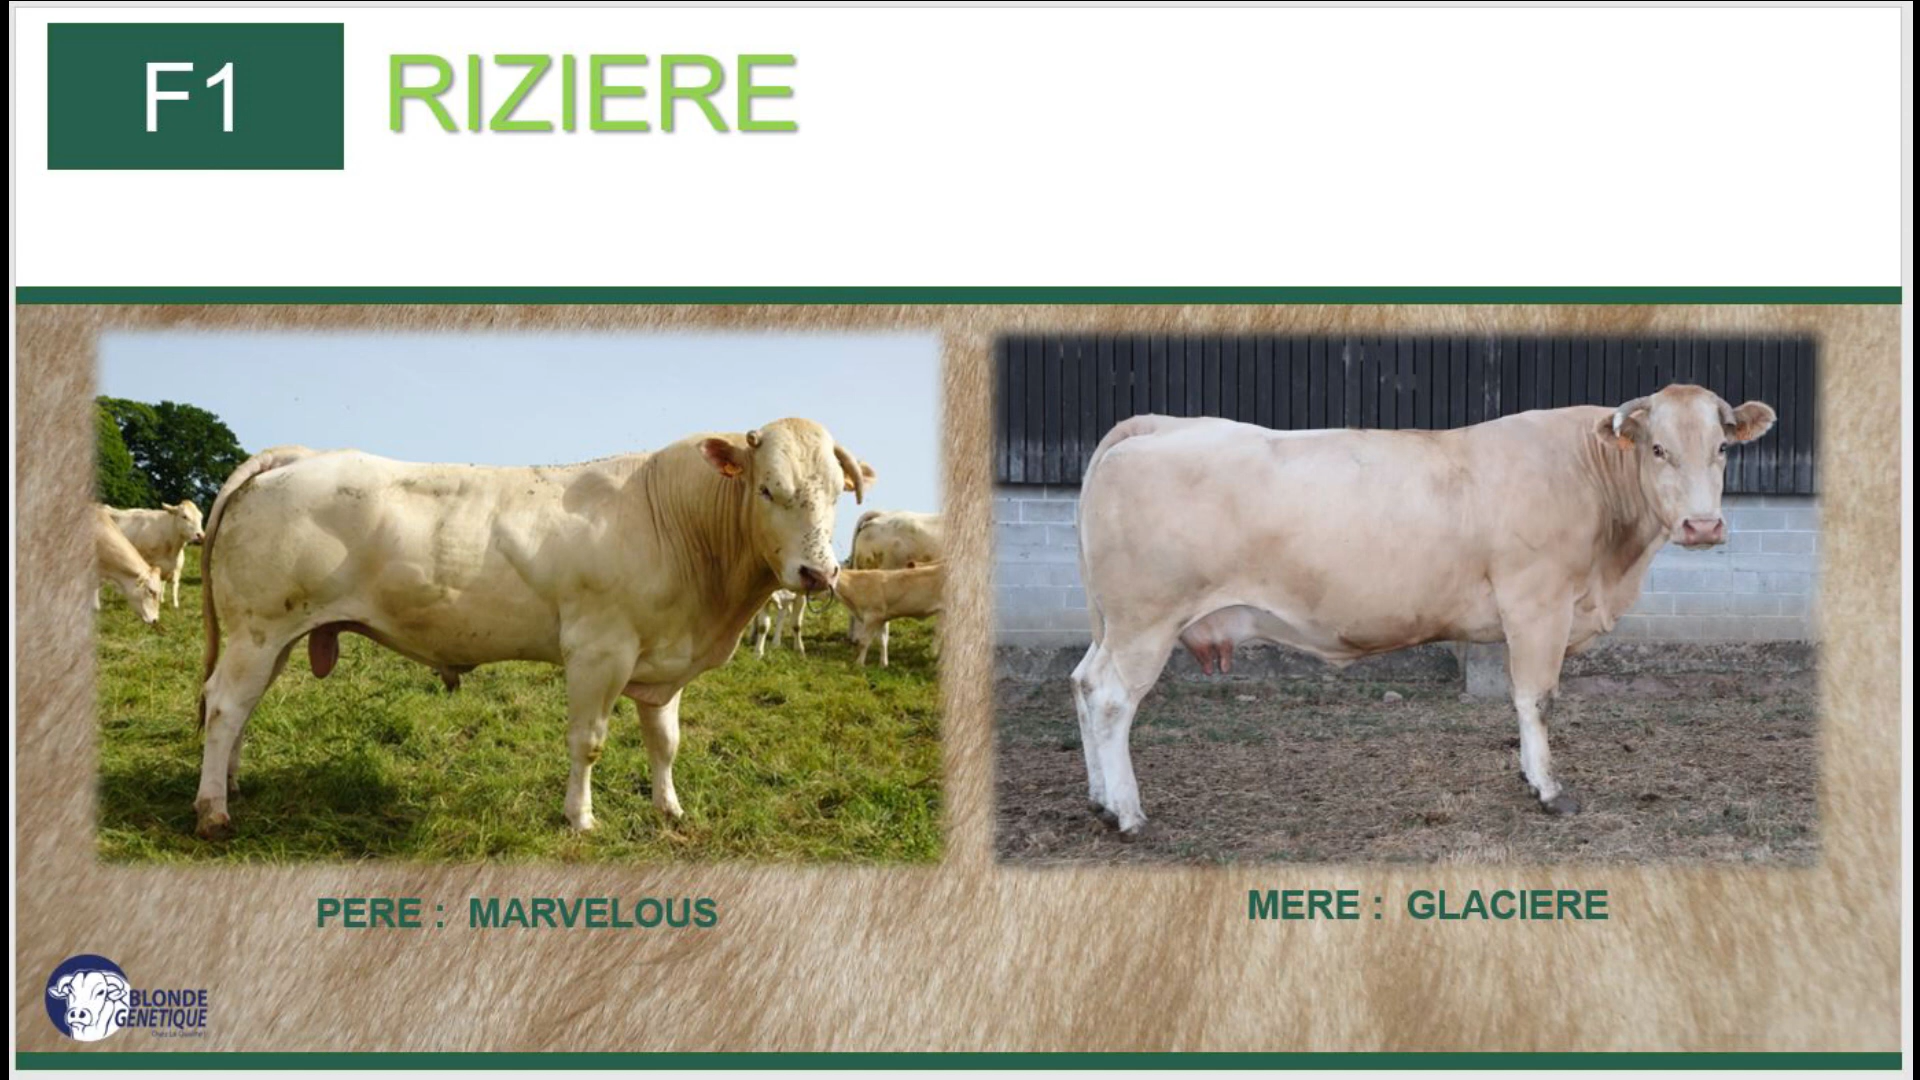 F1
RIZIERE
PERE : MARVELOUS
MERE : GLACIERE
BLONDE
GENETIQUE